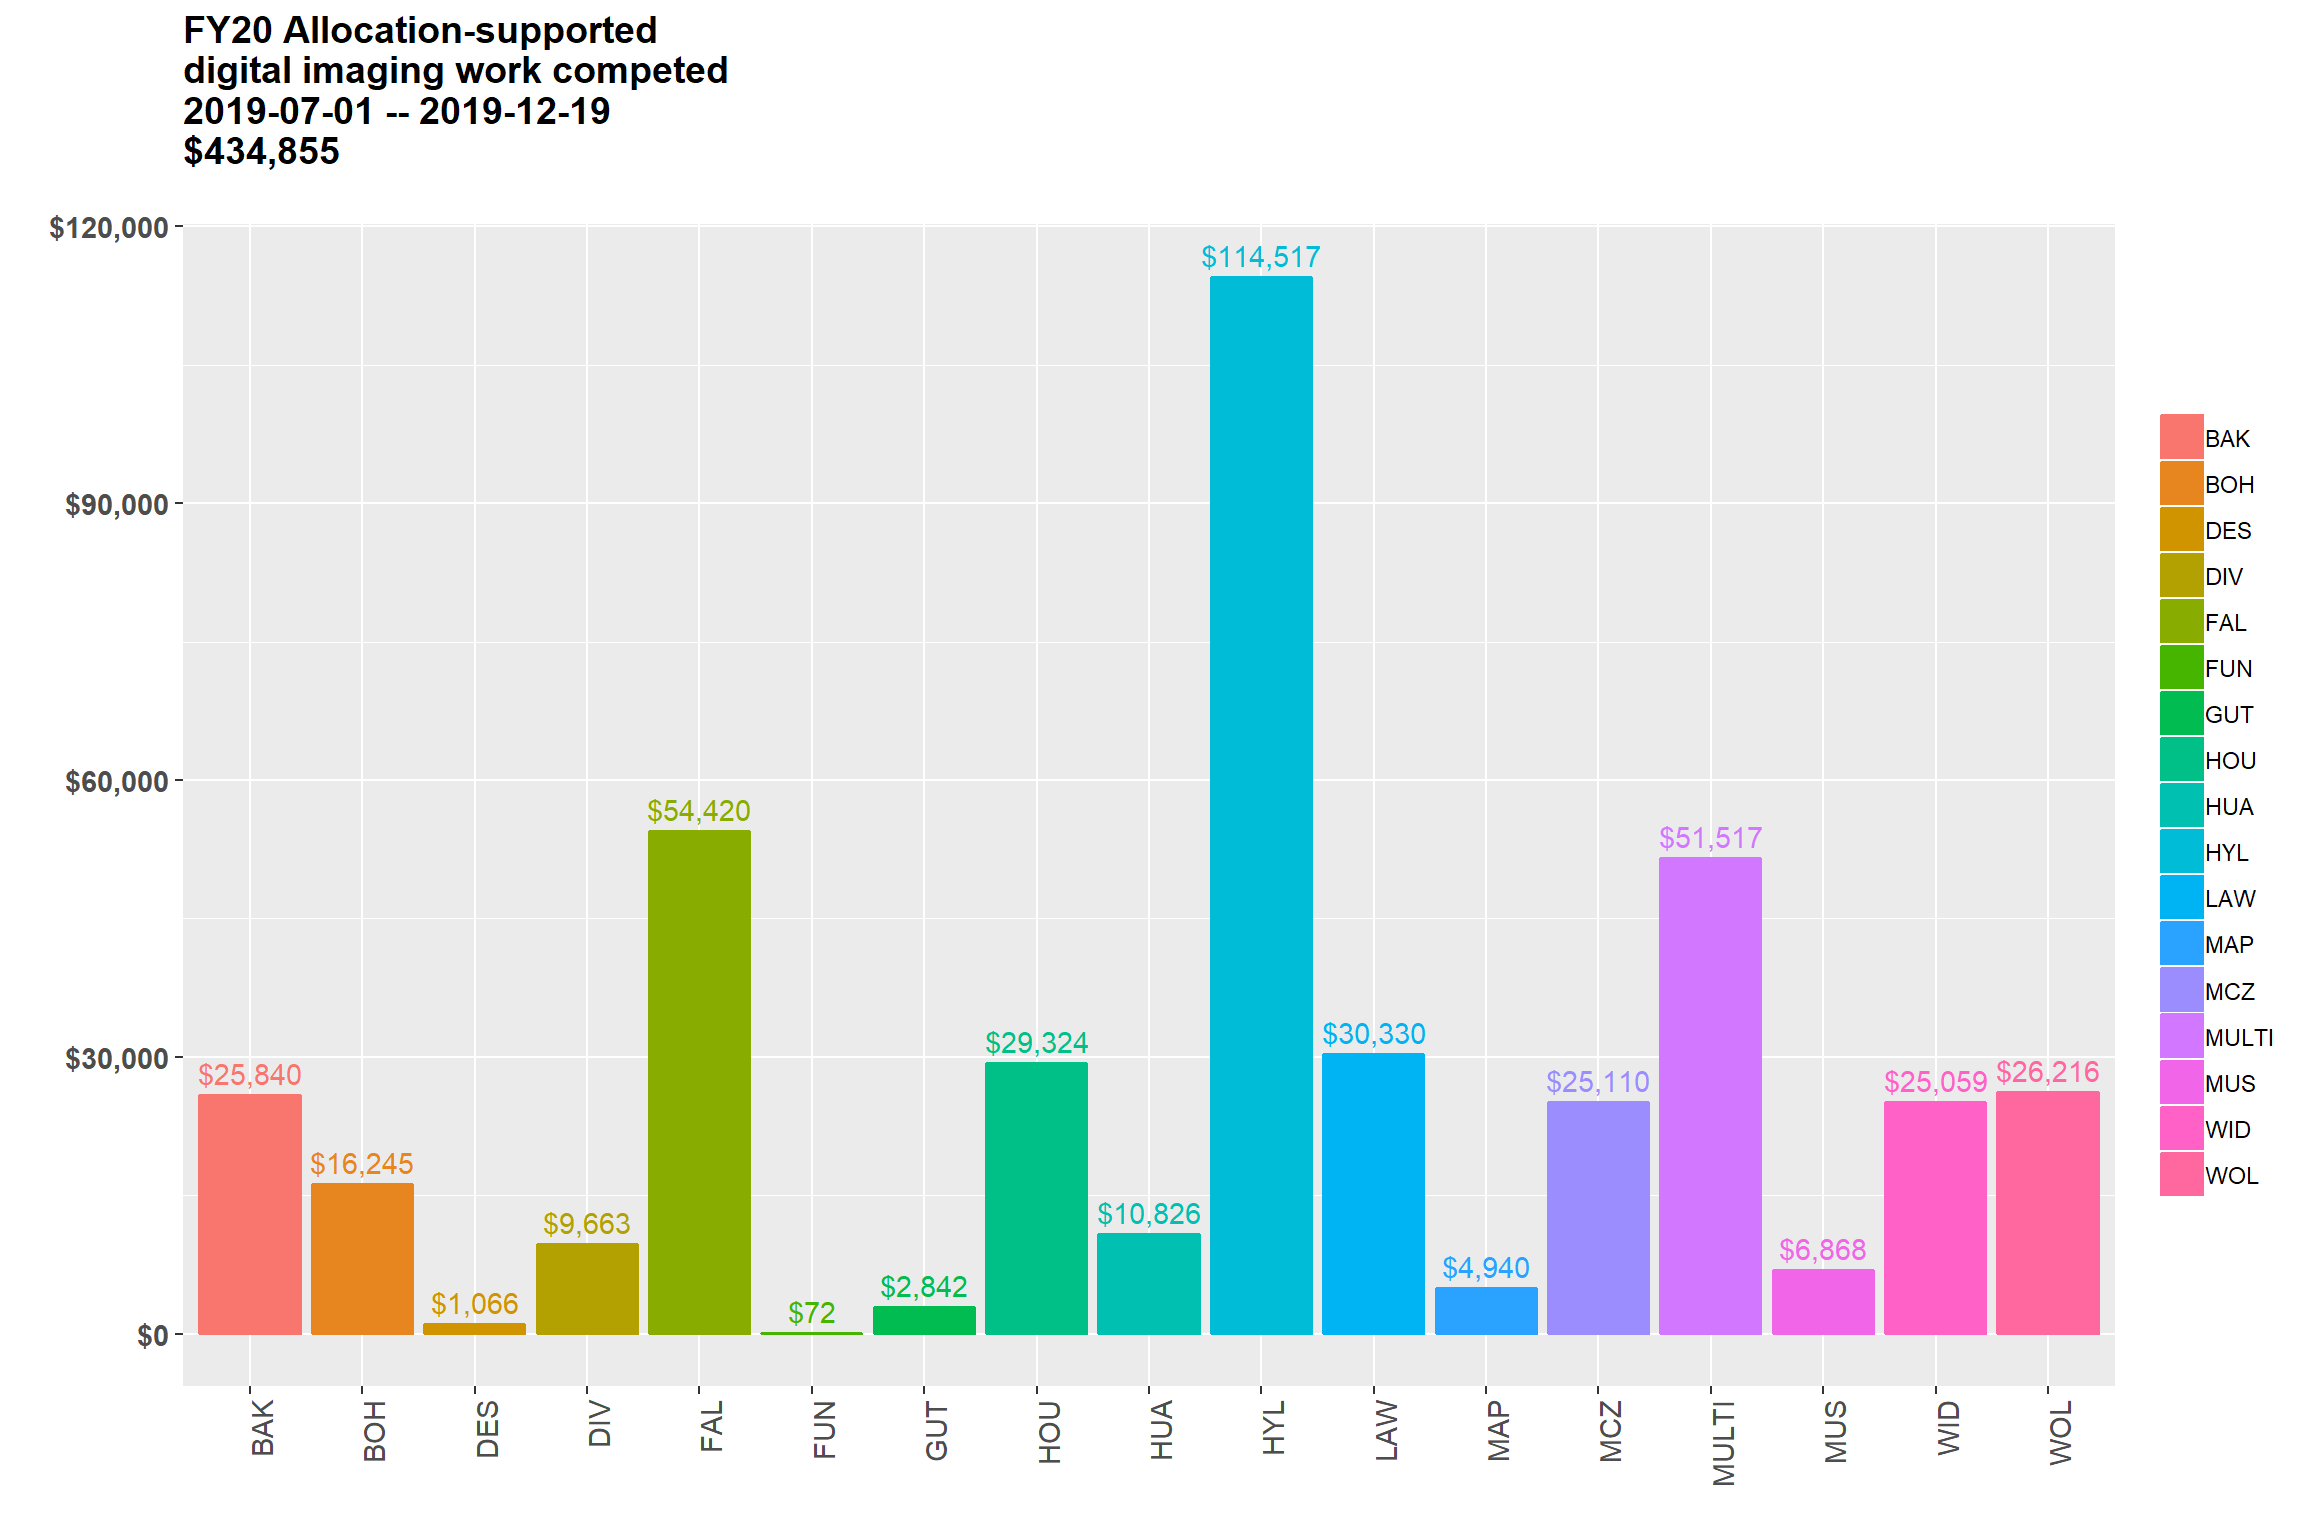 FY20 Allocation-supported
digital imaging work competed
2019-07-01 -- 2019-12-19
$434,855
$120,000
$90,000
$60,000
$30,000
$0
$25,840
$16,245
$1,066
$9,663
$54,420
$72
$2,842
$29,324
$10,826
$114,517
$30,330
$4,940
$25,110
$51,517
$6,868
$25,059
$26,216
BAK
BOH
DES
DIV
FAL
FUN
GUT
HOU
HUA
HYL
LAW
MAP
MCZ
MULTI
MUS
WID
WOL
BAK
BOH
DES
DIV
FAL
FUN
GUT
HOU
HUA
HYL
LAW
MAP
MCZ
MULTI
MUS
WID
WOL